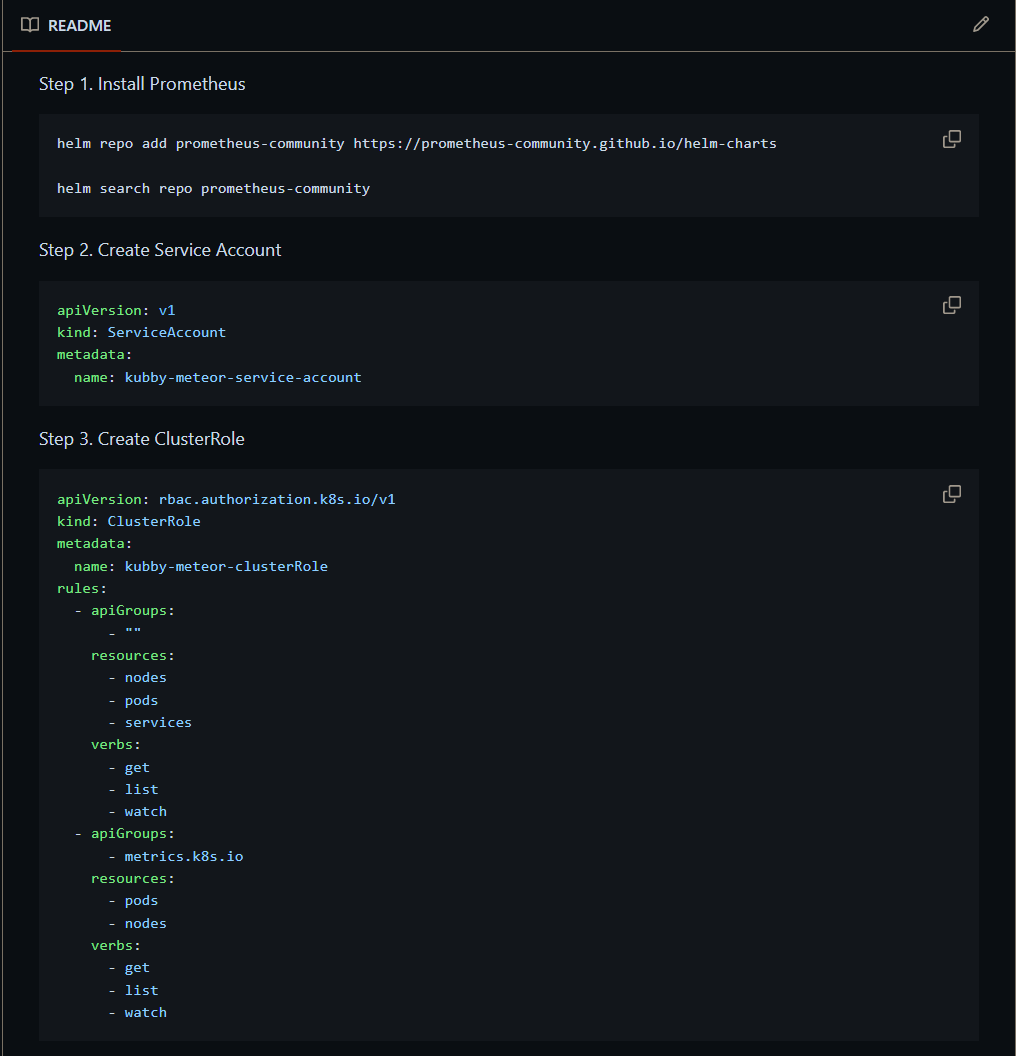 README
Step 1. Install Prometheus
helm repo add prometheus-community https://prometheus-community.github.io/helm-charts
helm search repo prometheus-community
Step 2. Create Service Account
apiVersion: v1
kind: ServiceAccount
metadata:
  name: kubby-meteor-service-account
Step 3. Create ClusterRole
apiVersion: rbac.authorization.k8s.io/v1
kind: ClusterRole
metadata:
  name: kubby-meteor-clusterRole
rules:
  - apiGroups:
      - ""
    resources:
      - nodes
      - pods
      - services
    verbs:
      - get
      - list
      - watch
  - apiGroups:
      - metrics.k8s.io
    resources:
      - pods
      - nodes
    verbs:
      - get
      - list
      - watch